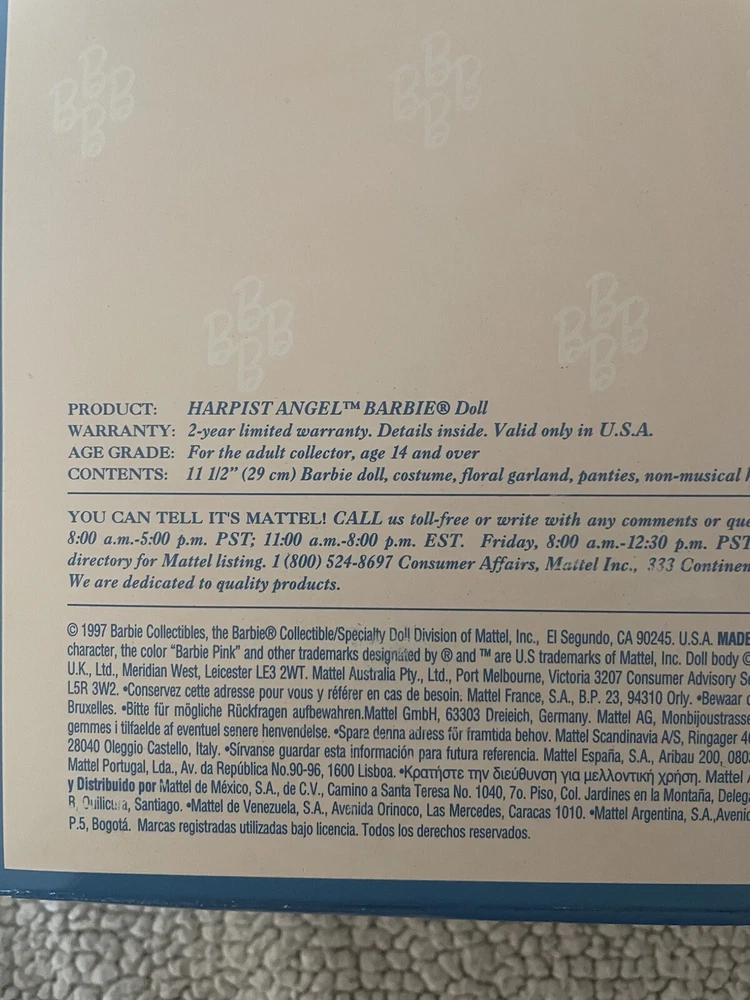 B B B B
B B B B
B B B B
B B B B
PRODUCT: HARPIST ANGEL™ BARBIE® Doll
WARRANTY: 2-year limited warranty. Details inside. Valid only in U.S.A.
AGE GRADE: For the adult collector, age 14 and over
CONTENTS: 11 1/2" (29 cm) Barbie doll, costume, floral garland, panties, non-musical
YOU CAN TELL IT'S MATTEL! CALL us toll-free or write with any comments or
8:00 a.m.-5:00 p.m. PST; 11:00 a.m.-8:00 p.m. EST. Friday, 8:00 a.m.-12:30 p.m. PST
directory for Mattel listing. 1 (800) 524-8697 Consumer Affairs, Mattel Inc., 333
We are dedicated to quality products.
© 1997 Barbie Collectibles, the Barbie® Collectible/Specialty Doll Division of Mattel, Inc., El Segundo, CA 90245. U.S.A. MADE
character, the color “Barbie Pink” and other trademarks designated by ® and ™ are U.S trademarks of Mattel, Inc. Doll body ©
U.K., Ltd., Meridian West, Leicester LE3 2WT. Mattel Australia Pty., Ltd., Port Melbourne, Victoria 3207 Consumer Advisory
L5R 3W2. •Conservez cette adresse pour vous y référer en cas de besoin. Mattel France, S.A., B.P. 23, 94310 Orly. •Bewaar
Bruxelles. •Bitte für mögliche Rückfragen aufbewahren.Mattel GmbH, 63303 Dreieich, Germany. Mattel AG, Monbijoustrasse
gemmes i tilfaelde af eventuel senere henvendelse. •Spara denna adress för framtida behov. Mattel Scandinavia A/S, Ringager
28040 Oleggio Castello, Italy. •Sírvanse guardar esta información para futura referencia. Mattel España, S.A., Aribau 200,
Mattel Portugal, Lda., Av. da República No.90-96, 1600 Lisboa. •Κρατήστε την διεύθυνση για μελλοντική χρήση. Mattel
y Distribuido por Mattel de México, S.A., de C.V., Camino a Santa Teresa No. 1040, 7o. Piso, Col. Jardines en la Montaña,
R, Quilicura, Santiago. •Mattel de Venezuela, S.A., Avenida Orinoco, Las Mercedes, Caracas 1010. •Mattel Argentina, S.A.,
P.5, Bogotá. Marcas registradas utilizadas bajo licencia. Todos los derechos reservados.